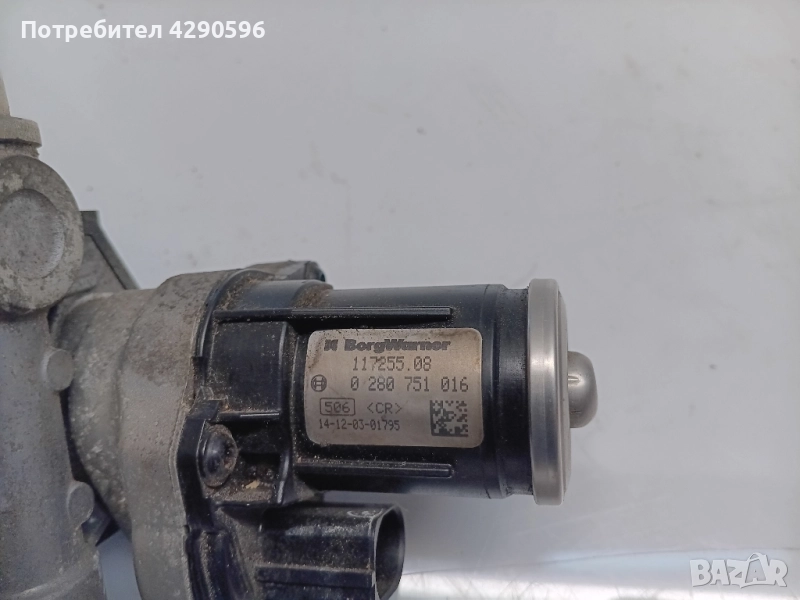 Потребител 4290596
BorgWarner
117255.08
0 280 751 016
506 <CR>
14-12-03-01795
BAZAR